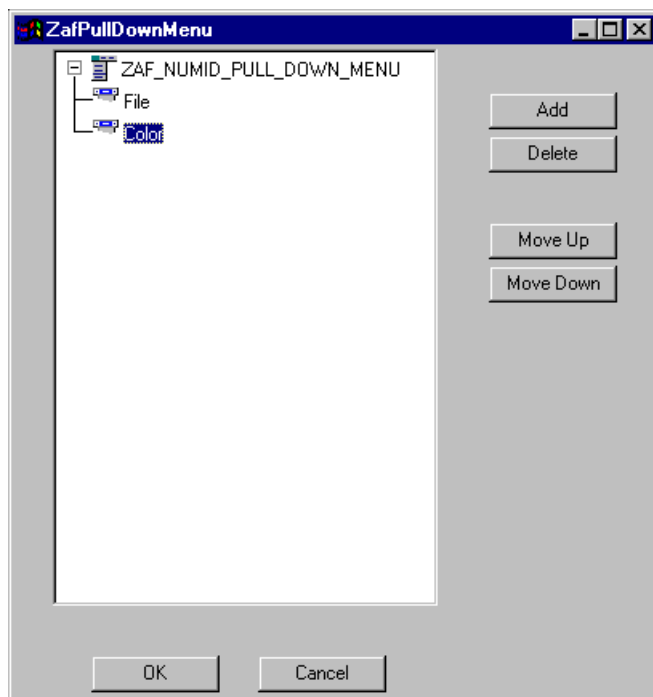 ZafPullDownMenu
ZAF_NUMID_PULL_DOWN_MENU
File
Color
Add
Delete
Move Up
Move Down
OK
Cancel